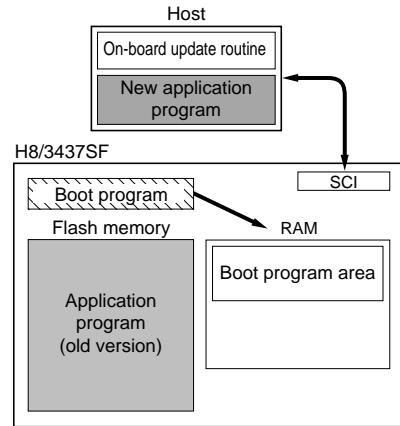 Host
On-board update routine
New application
program
H8/3437SF
SCI
Boot program
Flash memory
RAM
Boot program area
Application
program
(old version)